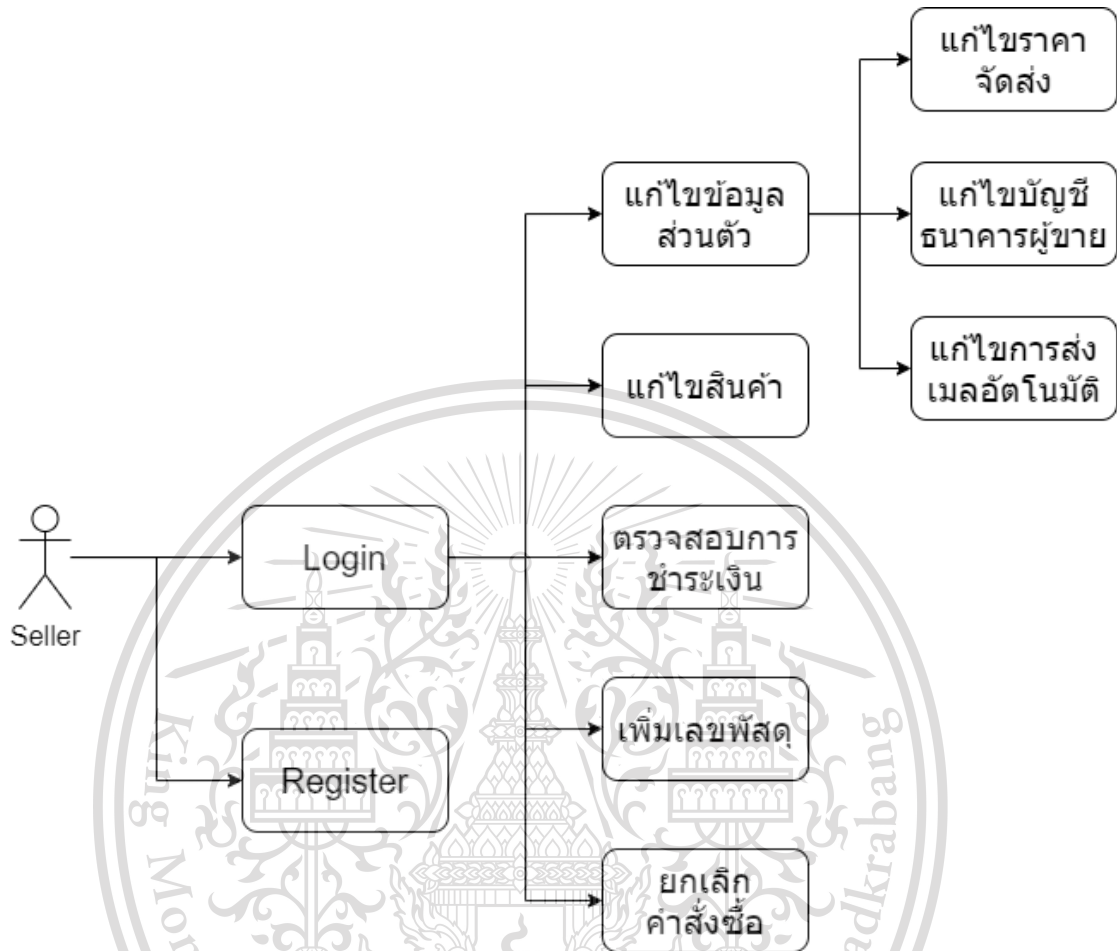 แก้ไขราคา
จัดส่ง
แก้ไขข้อมูล
ส่วนตัว
แก้ไขบัญชี
ธนาคารผู้ขาย
แก้ไขสินค้า
แก้ไขการส่ง
เมลอัตโนมัติ
Seller
Login
ตรวจสอบการ
ชำระเงิน
Register
เพิ่มเลขพัสดุ
ยกเลิก
คำสั่งซื้อ
King Mon
dkrabang